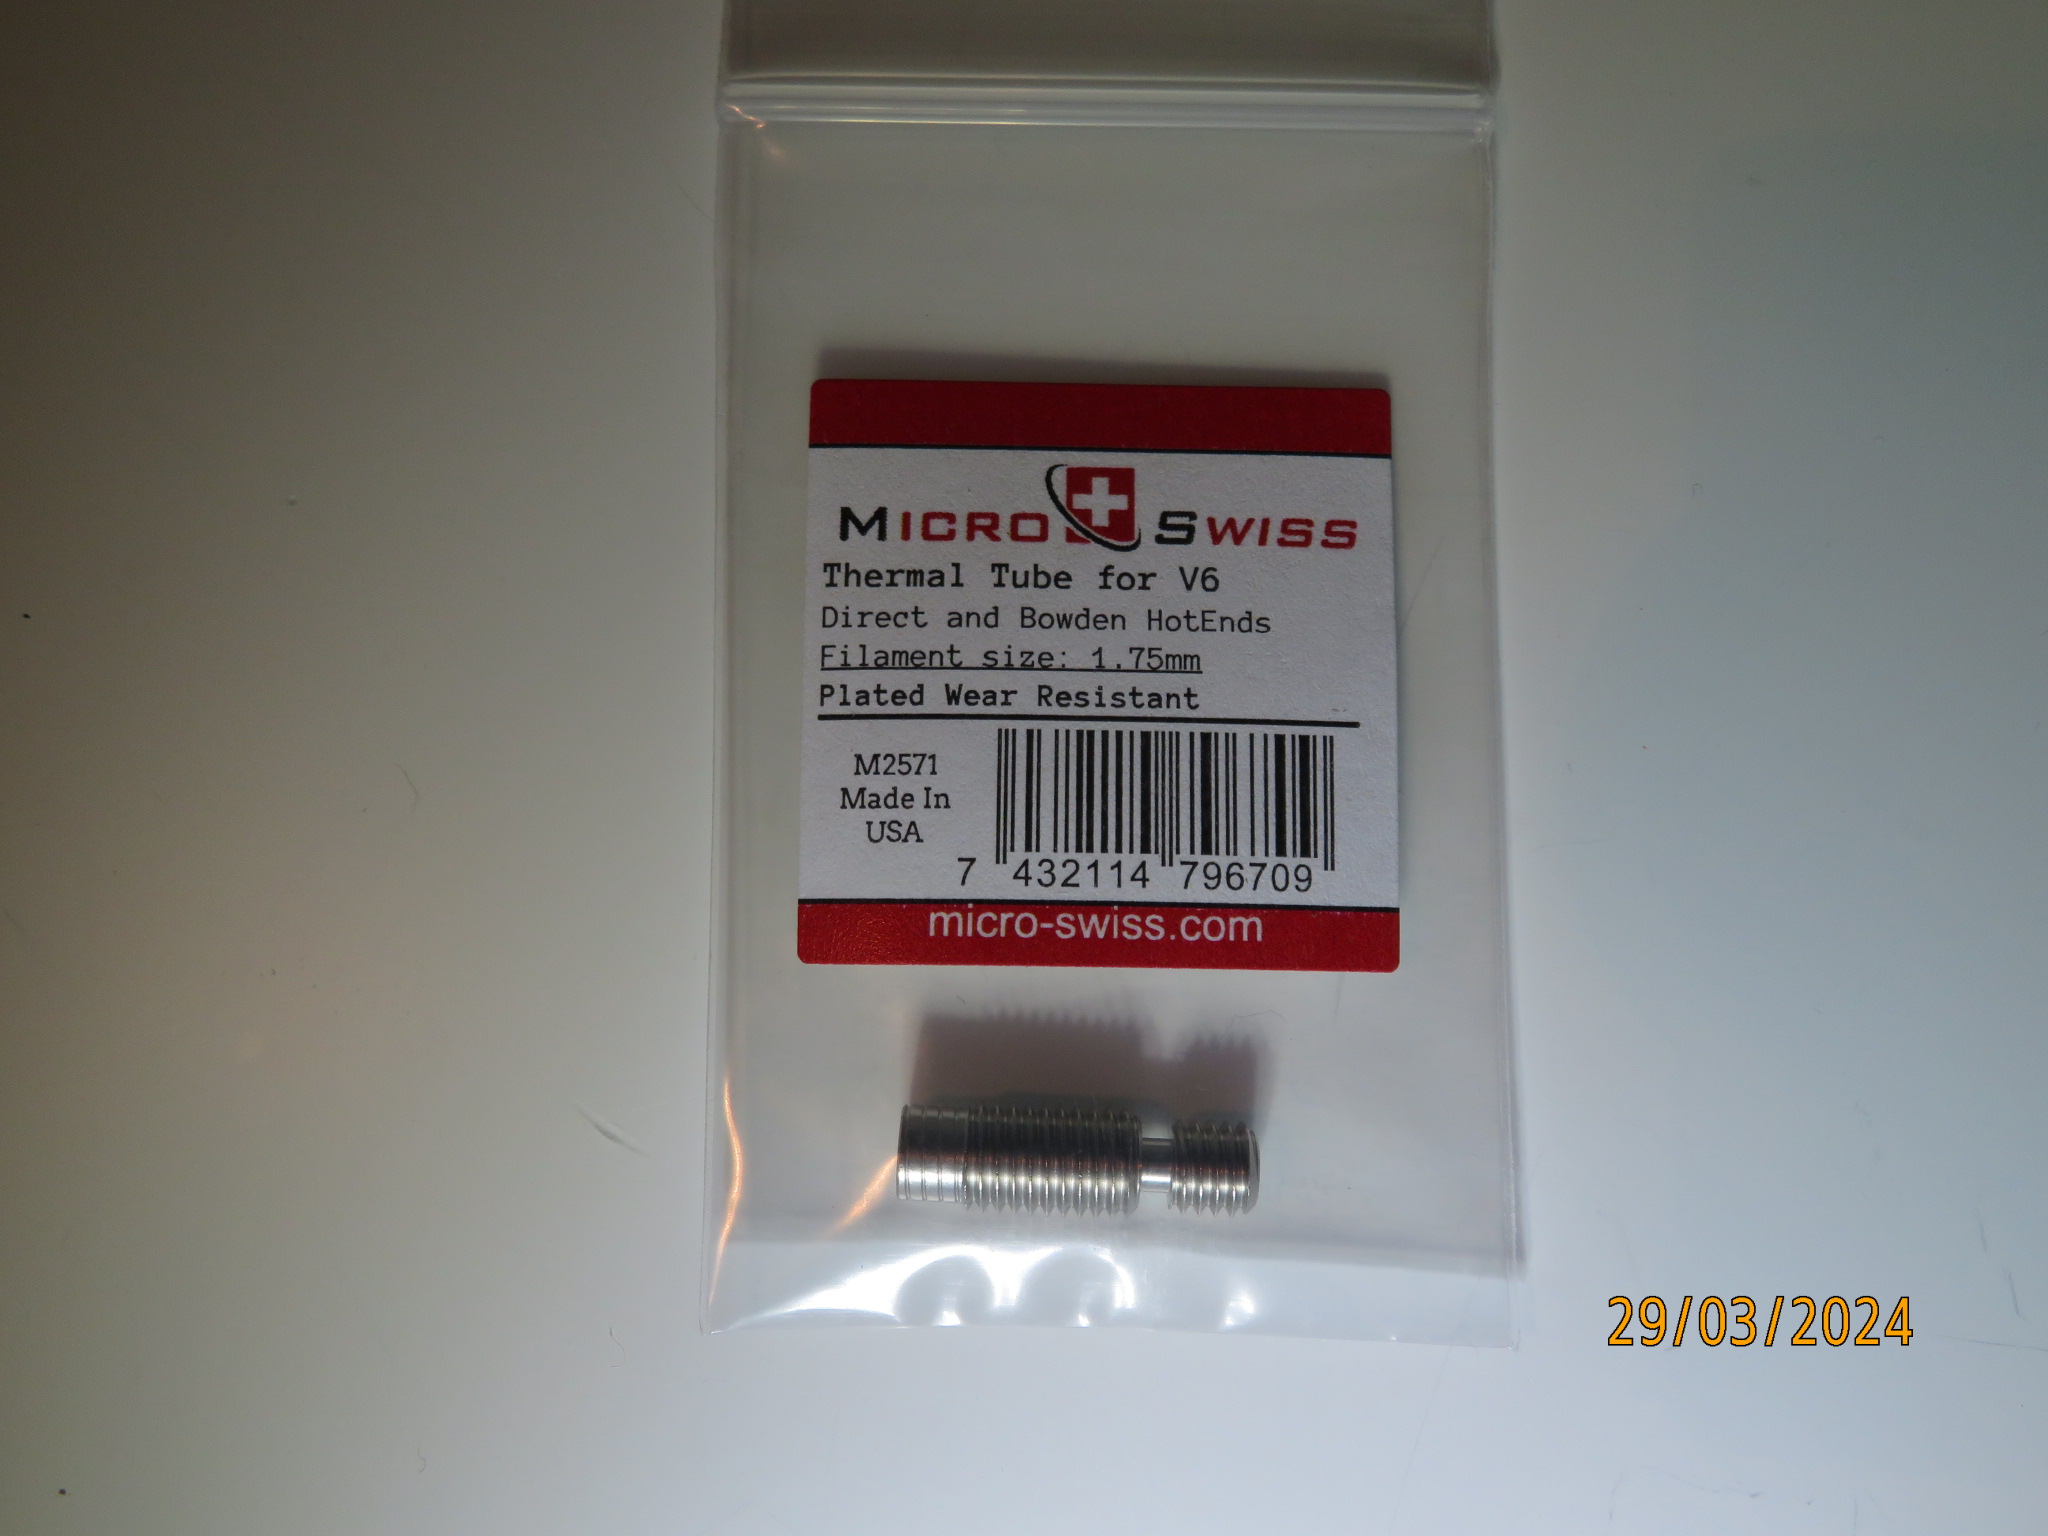 MICRO SWISS
Thermal Tube for V6
Direct and Bowden HotEnds
Filament size: 1.75mm
Plated Wear Resistant
M2571
Made In
USA
7 432114 796709
micro-swiss.com
29/03/2024